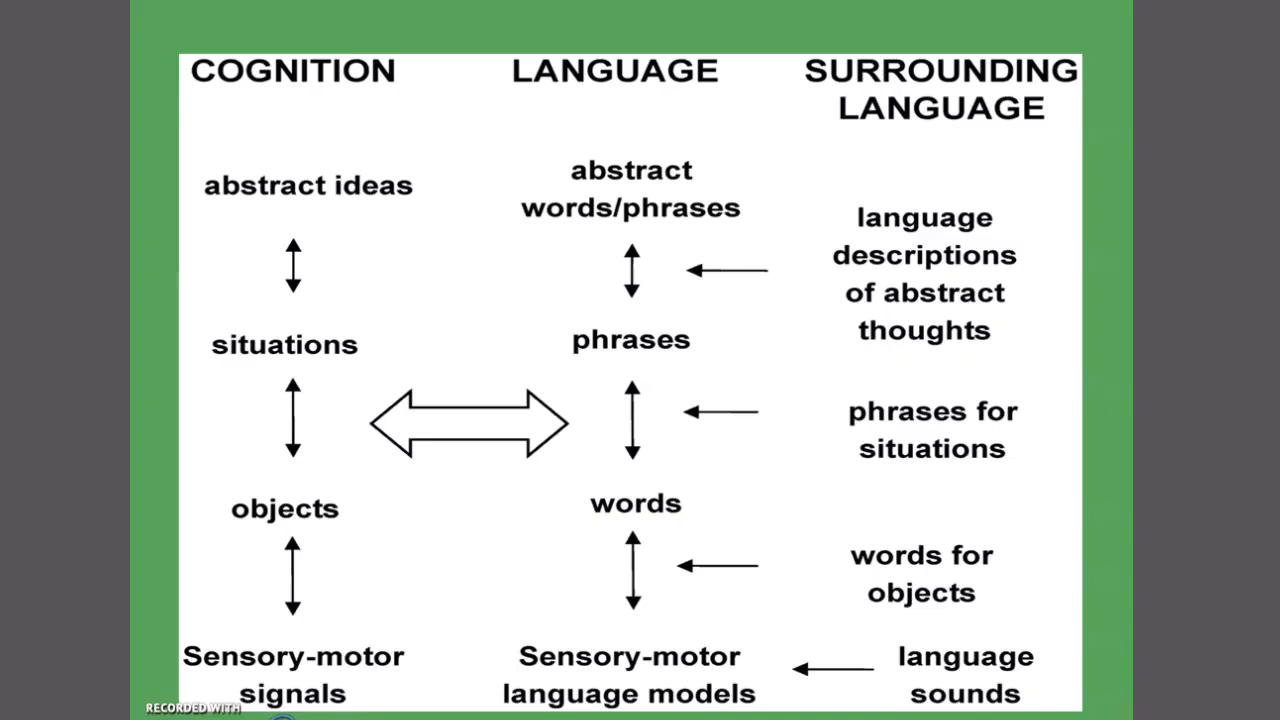 COGNITION
LANGUAGE
SURROUNDING
LANGUAGE
abstract ideas
abstract
words/phrases
language
descriptions
of abstract
thoughts
situations
phrases
phrases for
situations
objects
words
words for
objects
Sensory-motor
signals
Sensory-motor
language models
language
sounds
RECORDED WITH